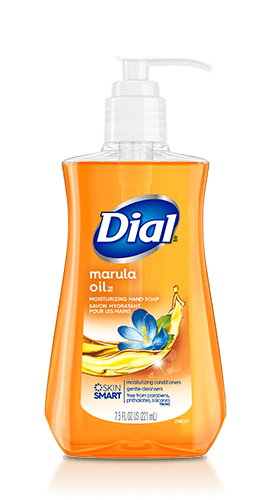 Dial
marula
oil
MOISTURIZING HAND SOAP
SAVON HYDRATANT
POUR LES MAINS
SKIN
SMART
moisturizing conditioners
gentle cleansers
free from parabens,
phthalates, silicones
7.5 FL OZ US (221 mL)